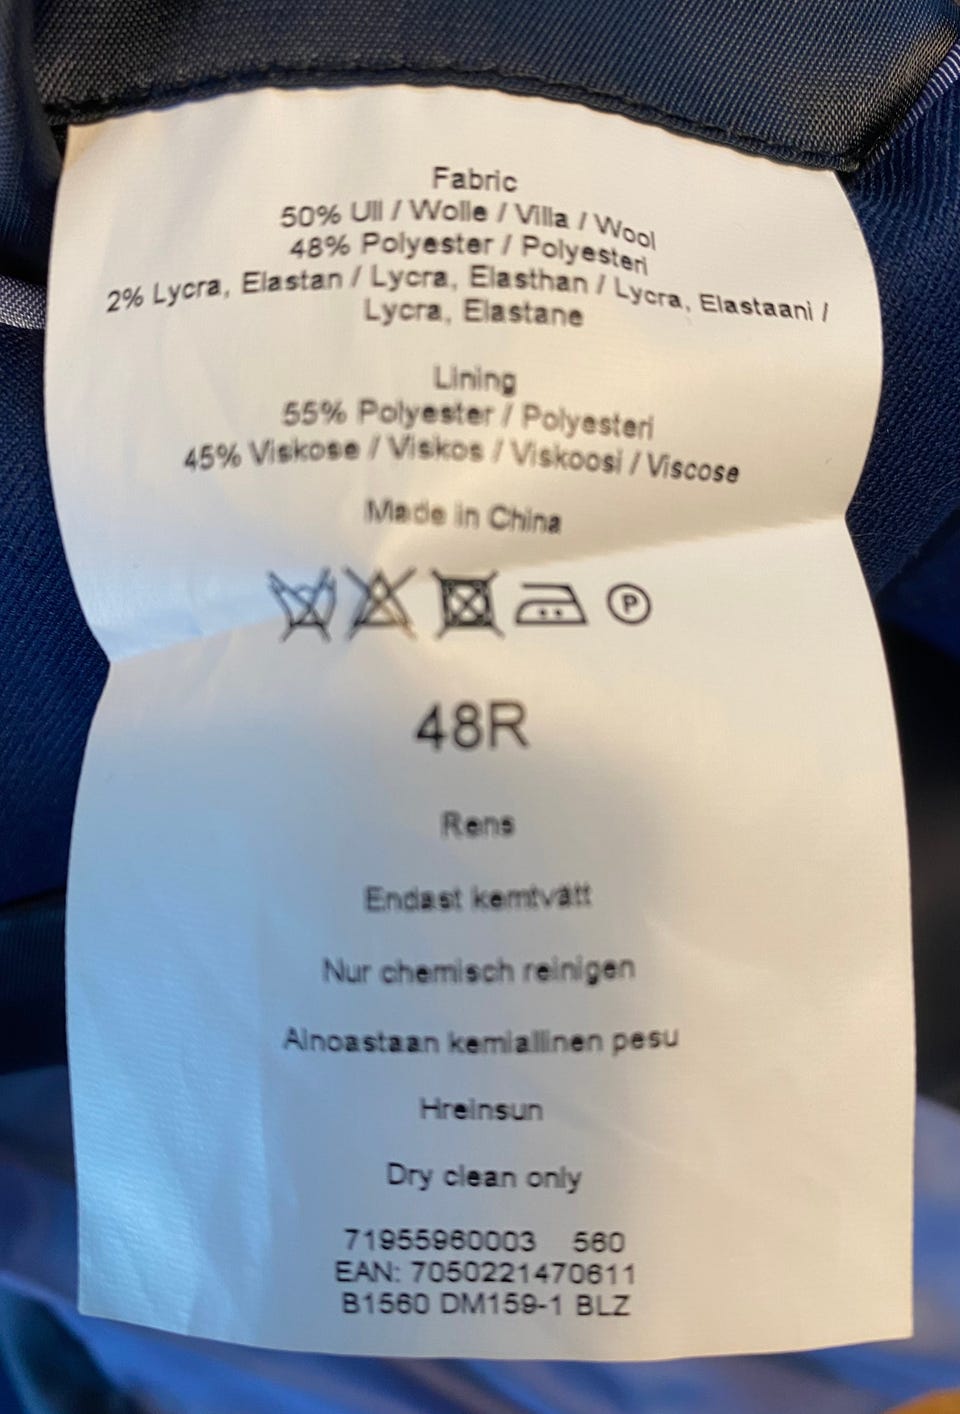 Fabric
50% Ull / Wolle / Villa / Wool
48% Polyester / Polyesteri
2% Lycra, Elastan / Lycra, Elasthan / Lycra, Elastaani /
Lycra, Elastane
Lining
55% Polyester / Polyesteri
45% Viskose / Viskos / Viskoosi / Viscose
Made in China
P
48R
Rens
Endast kemtvätt
Nur chemisch reinigen
Ainoastaan kemiallinen pesu
Hreinsun
Dry clean only
71955960003 560
EAN: 7050221470611
B1560 DM159-1 BLZ